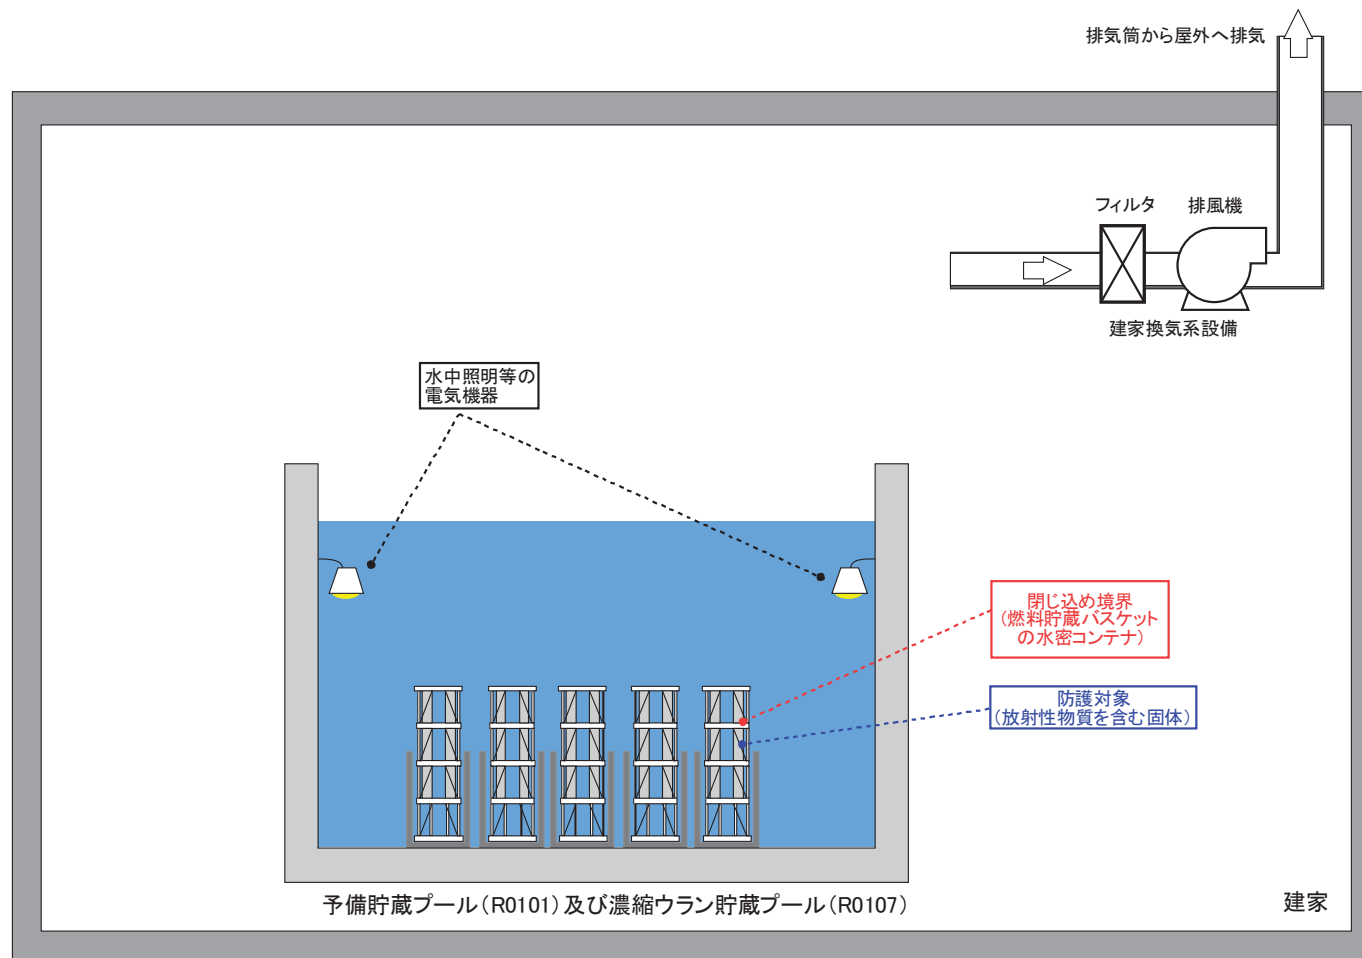 排気筒から屋外へ排気
フィルタ
排風機
建家換気系設備
水中照明等の
電気機器
閉じ込め境界
（燃料貯蔵バスケット
の水密コンテナ）
防護対象
（放射性物質を含む固体）
予備貯蔵プール（R0101）及び濃縮ウラン貯蔵プール（R0107）
建家